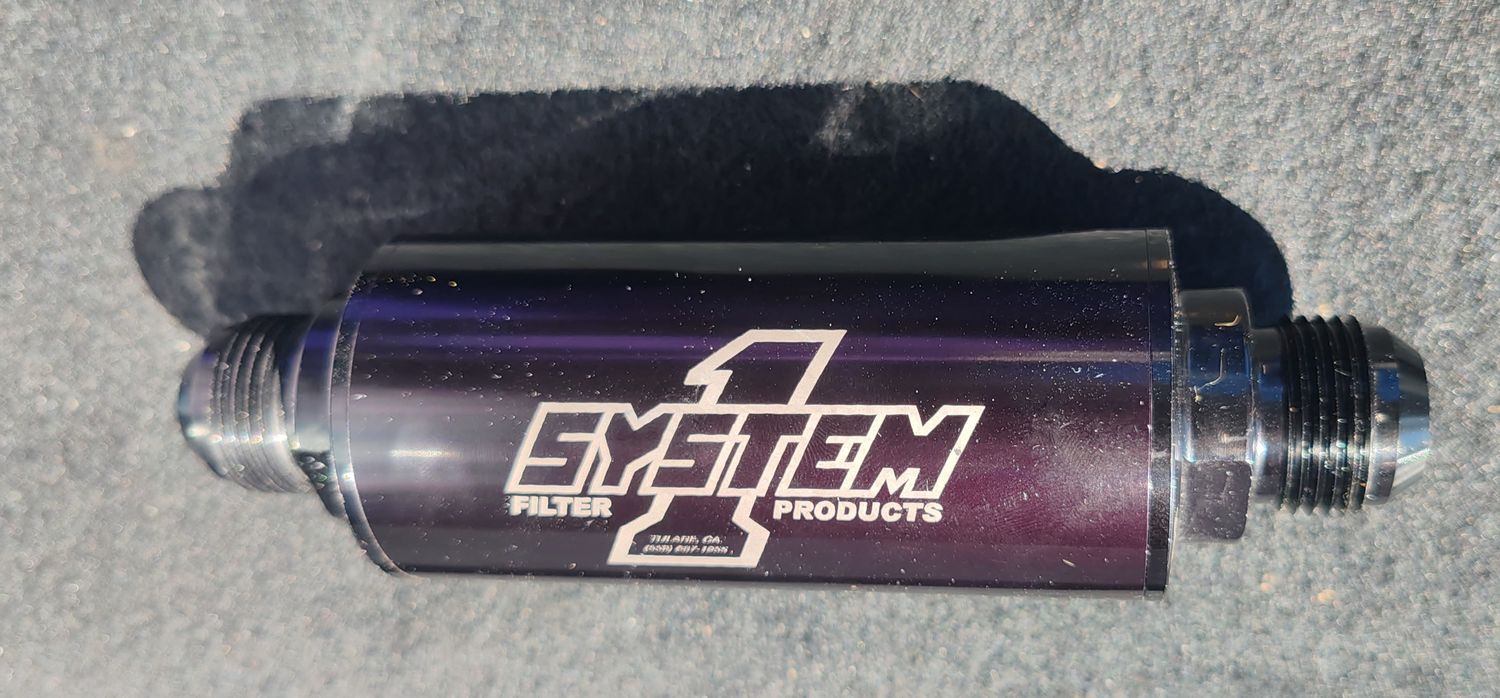 1
SYSTEM
FILTER PRODUCTS
TULARE, CA.